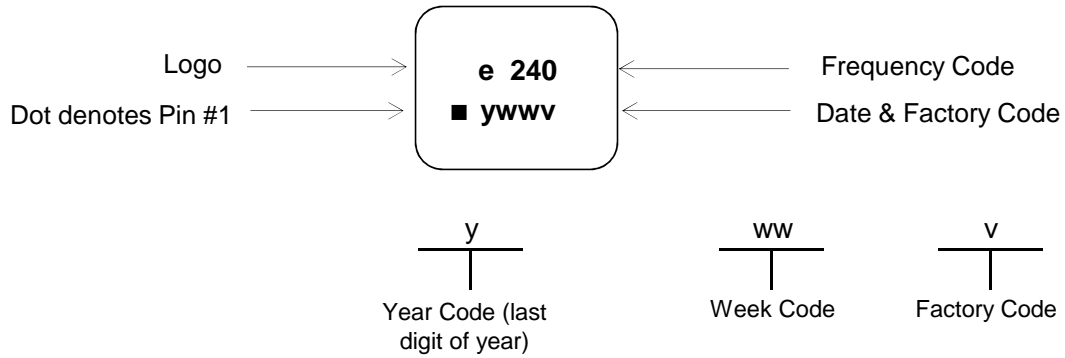 Logo
e 240
Frequency Code
Dot denotes Pin #1
■ ywwv
Date & Factory Code
y
ww
v
Year Code (last
digit of year)
Week Code
Factory Code